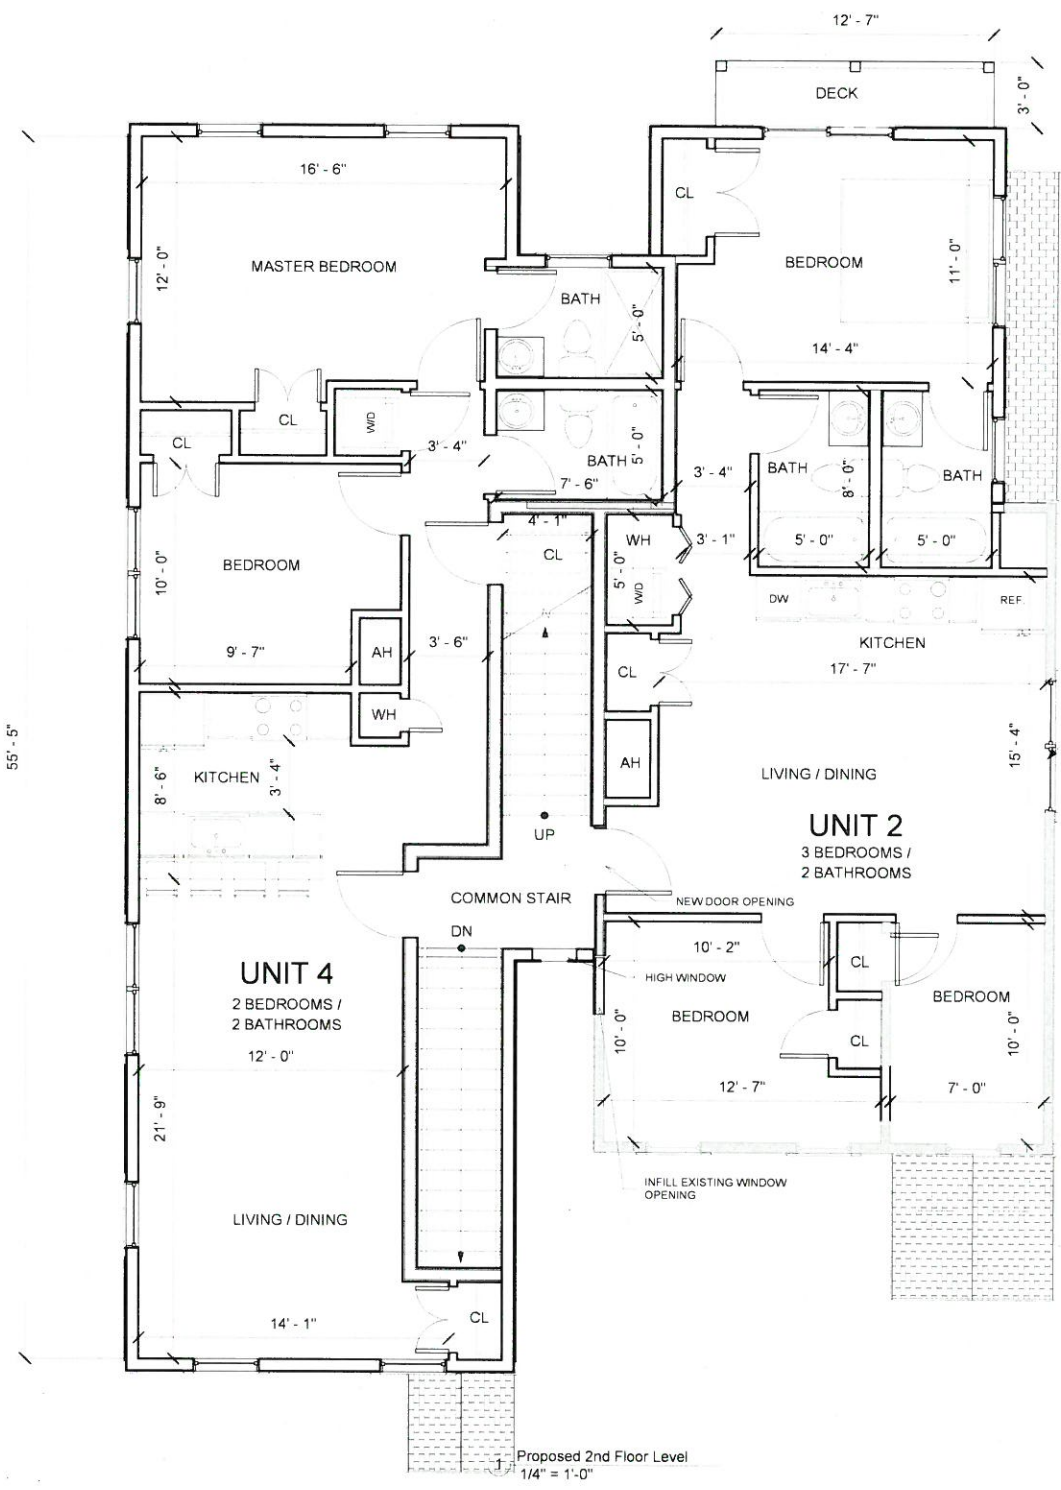 12' - 7"
DECK
3' - 0"
16' - 6"
CL
MASTER BEDROOM
12' - 0"
BATH
5' - 0"
BEDROOM
11' - 0"
14' - 4"
CL
CL
W/D
3' - 4"
BATH
5' - 0"
7' - 6"
3' - 4"
BATH
8' - 0"
BATH
4' - 1"
CL
WH
5' - 0"
W/D
3' - 1"
5' - 0"
5' - 0"
BEDROOM
10' - 0"
9' - 7"
AH
3' - 6"
WH
CL
DW
REF.
KITCHEN
17' - 7"
55' - 5"
KITCHEN
8' - 6"
3' - 4"
AH
LIVING / DINING
15' - 4"
UNIT 2
3 BEDROOMS /
2 BATHROOMS
UP
COMMON STAIR
NEW DOOR OPENING
DN
UNIT 4
2 BEDROOMS /
2 BATHROOMS
12' - 0"
21' - 9"
10' - 2"
HIGH WINDOW
CL
BEDROOM
10' - 0"
CL
BEDROOM
10' - 0"
12' - 7"
7' - 0"
INFILL EXISTING WINDOW
OPENING
LIVING / DINING
14' - 1"
CL
1 Proposed 2nd Floor Level
1/4" = 1'-0"